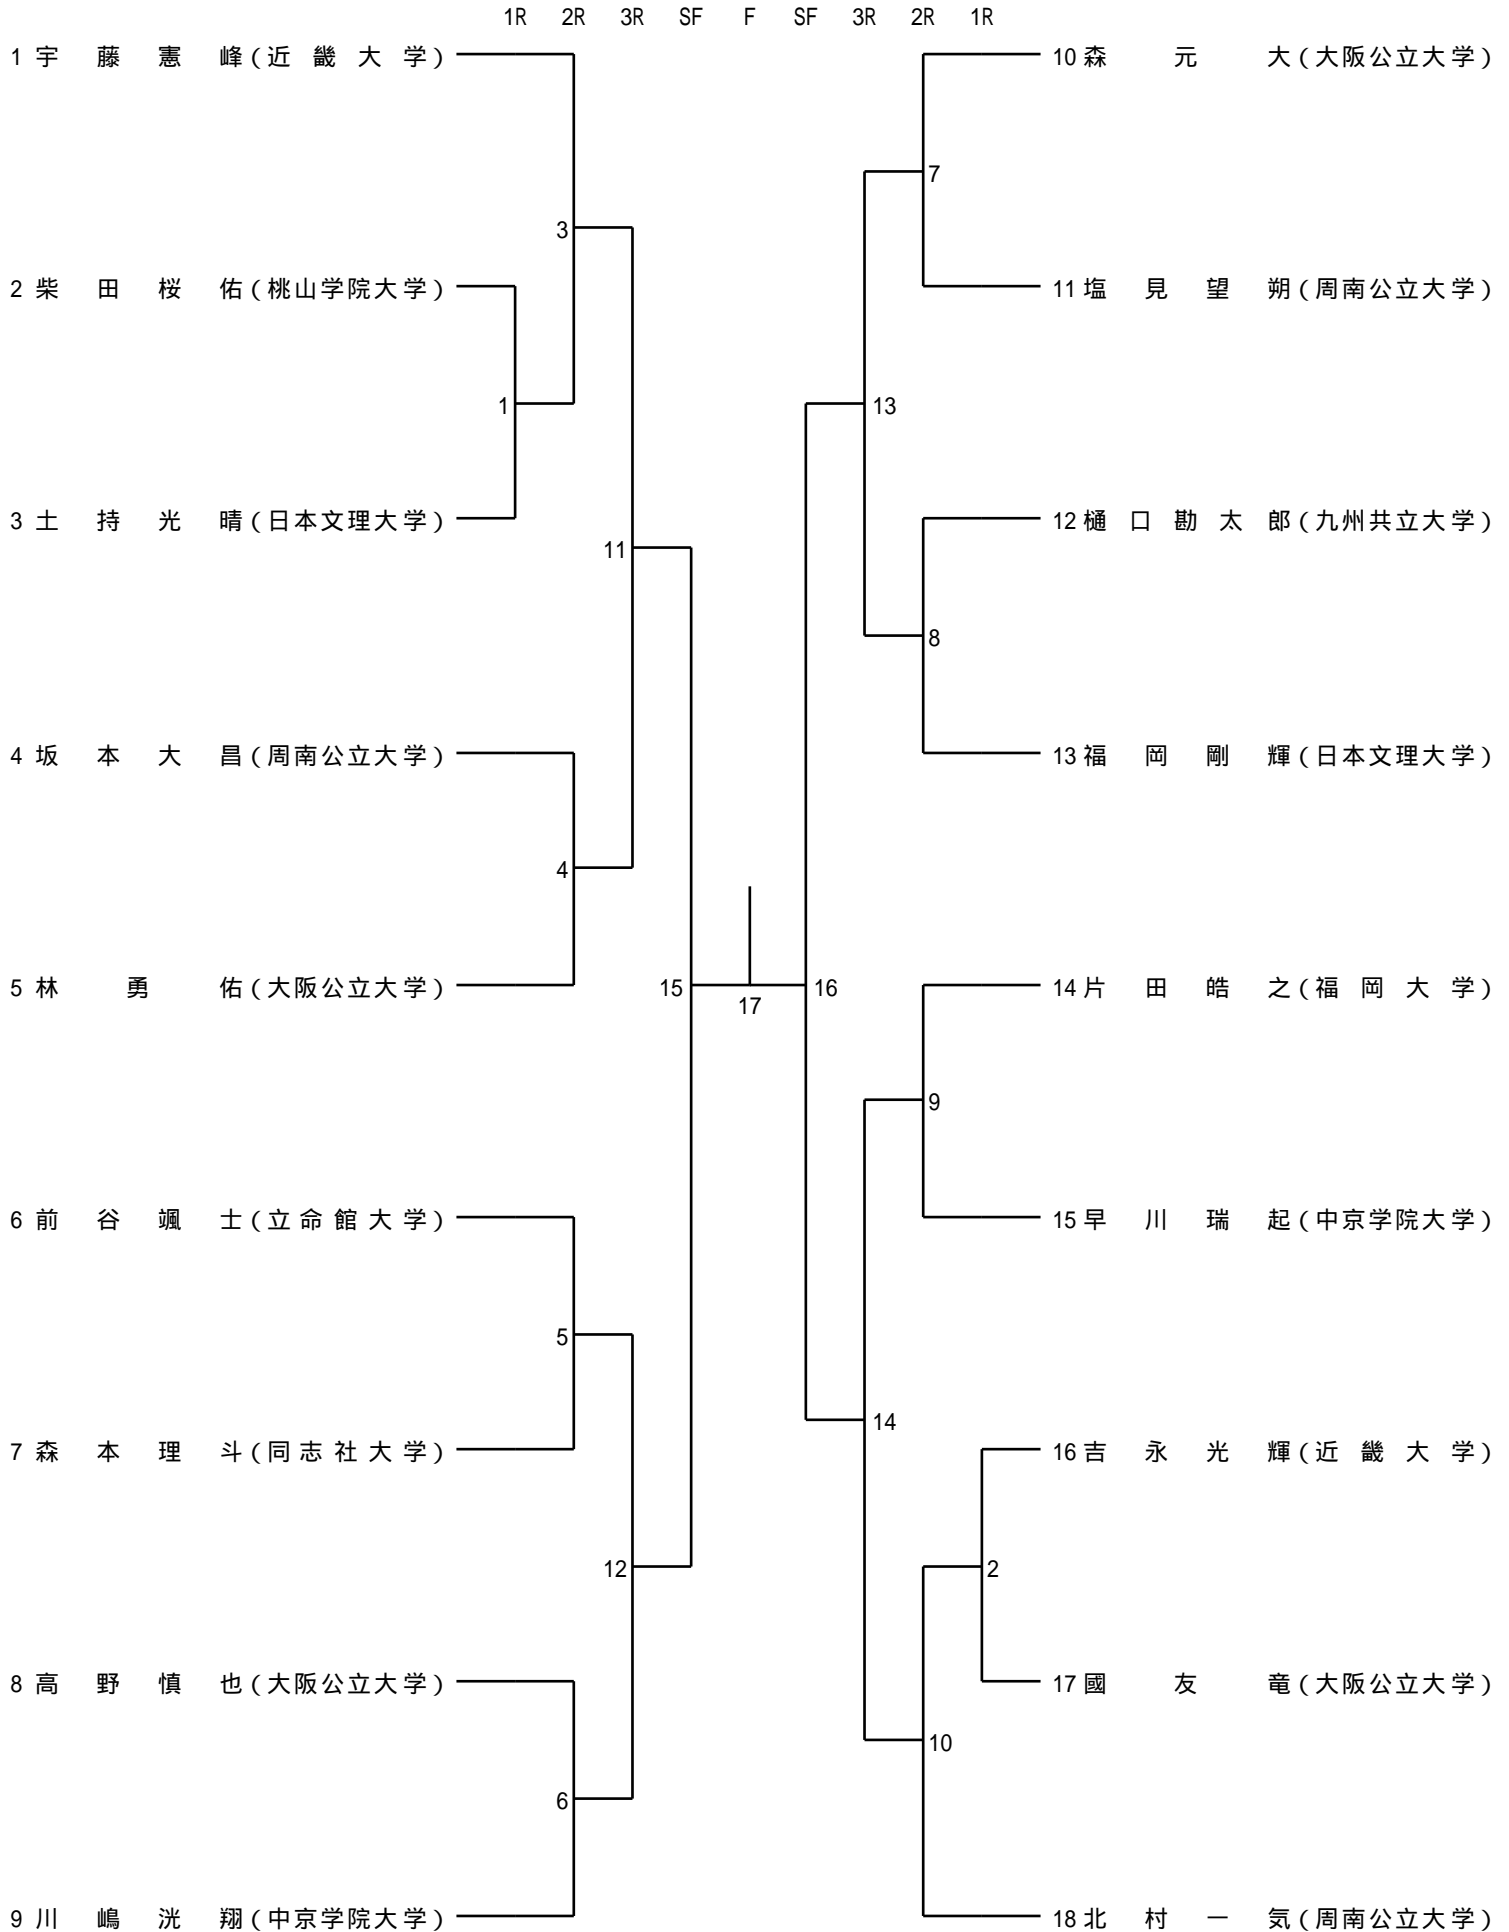 1R 2R 3R SF F SF 3R 2R 1R
1 宇藤憲峰(近畿大学)
2 柴田桜佑(桃山学院大学)
3 土持光晴(日本文理大学)
4 坂本大昌(周南公立大学)
5 林勇佑(大阪公立大学)
6 前谷颯士(立命館大学)
7 森本理斗(同志社大学)
8 高野慎也(大阪公立大学)
9 川嶋洸翔(中京学院大学)
3
1
11
4
15
5
12
6
17
7
13
8
16
9
14
2
10
10 森元大(大阪公立大学)
11 塩見望朔(周南公立大学)
12 樋口勘太郎(九州共立大学)
13 福岡剛輝(日本文理大学)
14 片田皓之(福岡大学)
15 早川瑞起(中京学院大学)
16 吉永光輝(近畿大学)
17 國友竜(大阪公立大学)
18 北村一気(周南公立大学)